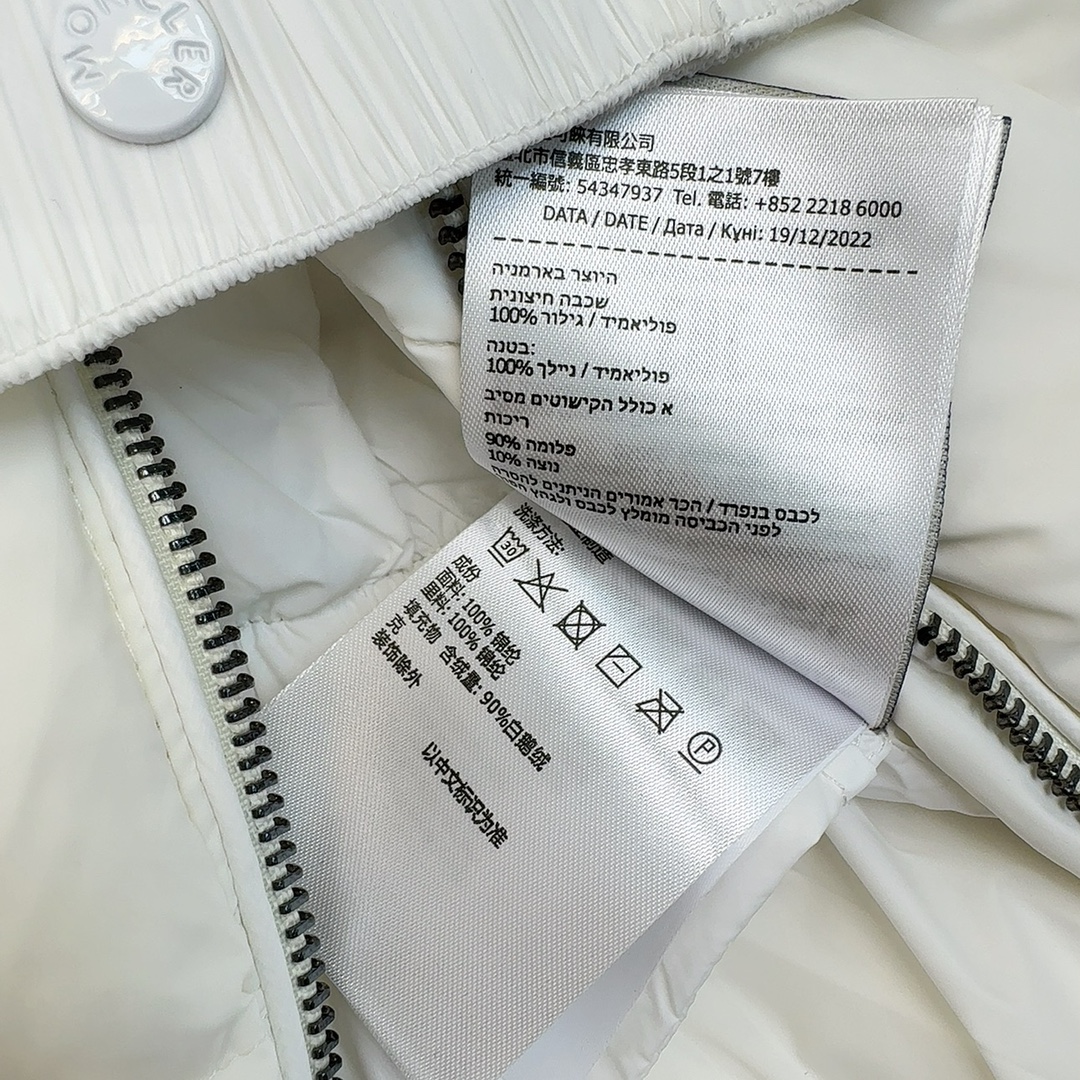 MONCLER
有限公司
北市信義區忠孝東路5段1之1號7樓
統一編號: 54347937 Tel. 電話: +852 2218 6000
DATA / DATE / Дата / Күні: 19/12/2022
היוצר בארמניה
שכבה חיצונית
100% פוליאמיד / גילור
בטנה:
100% פוליאמיד / ניילך
א כולל הקישוטים מסיב
ריכות
90% פלומה
10% נוצה
לכבס בנפרד / הכר אמורים הניתנים להסרה
לפני הכביסה מומלץ לכבס ולגהץ
洗涤方法:
30
P
成份
面料: 100% 锦纶
里料: 100% 锦纶
填充物 含绒量: 90%白鹅绒
克
装饰除外
以中文标识为准